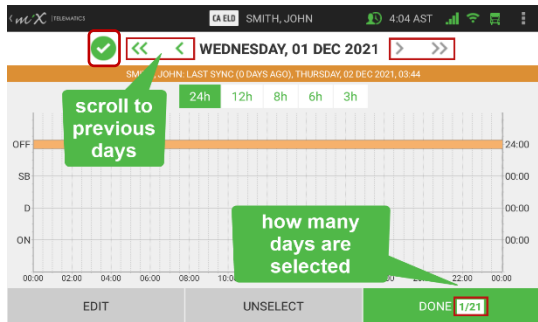 miX TELEMATICS CA ELD SMITH, JOHN 4:04 AST
WEDNESDAY, 01 DEC 2021
JOHN: LAST SYNC (0 DAYS AGO), THURSDAY, 02 DEC 2021, 03:44
24h 12h 8h 6h 3h
scroll to
previous
days
OFF 24:00
SB 00:00
D 00:00
ON 00:00
how many
days are
selected
00:00 02:00 04:00 06:00 08:00 22:00 00:00
EDIT UNSELECT DONE 1/21